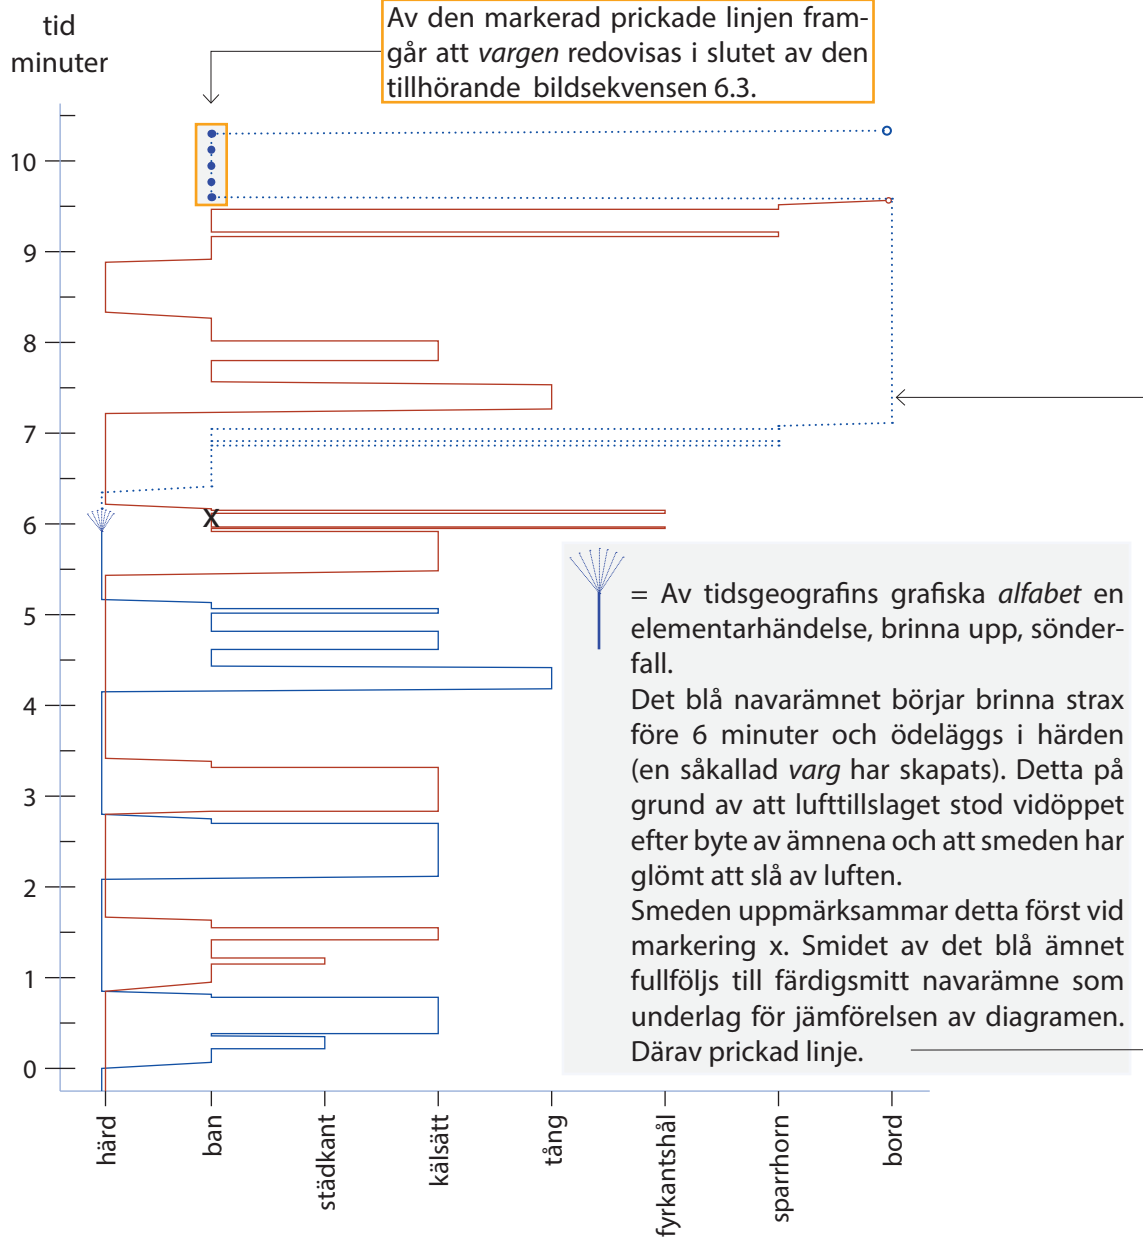 tid
minuter
Av den markerad prickade linjen fram-
går att vargen redovisas i slutet av den
tillhörande bildsekvensen 6.3.
10
9
8
7
6
5
4
3
2
1
0
x
= Av tidsgeografins grafiska alfabet en
elementarhändelse, brinna upp, sönder-
fall.
Det blå navarämnet börjar brinna strax
före 6 minuter och ödeläggs i härden
(en såkallad varg har skapats). Detta på
grund av att lufttillslaget stod vidöppet
efter byte av ämnena och att smeden har
glömt att slå av luften.
Smeden uppmärksammar detta först vid
markering x. Smidet av det blå ämnet
fullföljs till färdigsmitt navarämne som
underlag för jämförelsen av diagramen.
Därav prickad linje.
härd
ban
städkant
kälsätt
tång
fyrkantshål
sparrhorn
bord